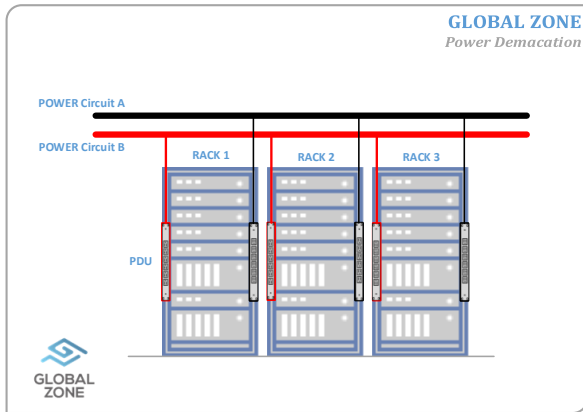 GLOBAL ZONE
Power Demacation
POWER Circuit A
POWER Circuit B
RACK 1
RACK 2
RACK 3
PDU
GLOBAL
ZONE